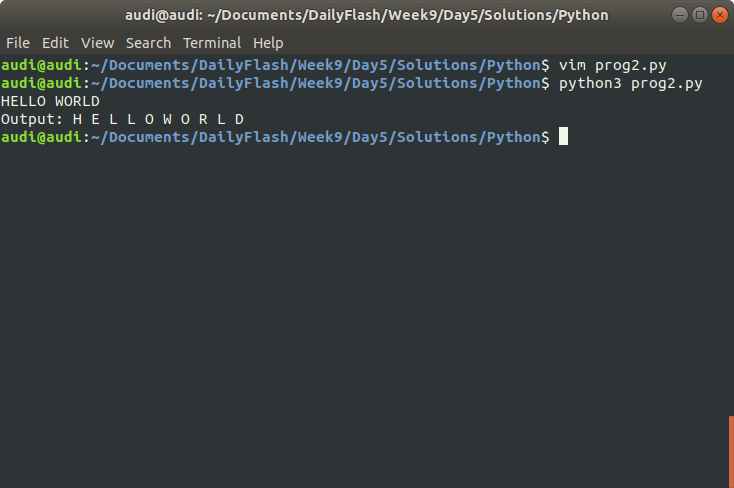 audi@audi: ~/Documents/DailyFlash/Week9/Day5/Solutions/Python
File Edit View Search Terminal Help
audi@audi:~/Documents/DailyFlash/Week9/Day5/Solutions/Python$ vim prog2.py
audi@audi:~/Documents/DailyFlash/Week9/Day5/Solutions/Python$ python3 prog2.py
HELLO WORLD
Output: H E L L O W O R L D
audi@audi:~/Documents/DailyFlash/Week9/Day5/Solutions/Python$